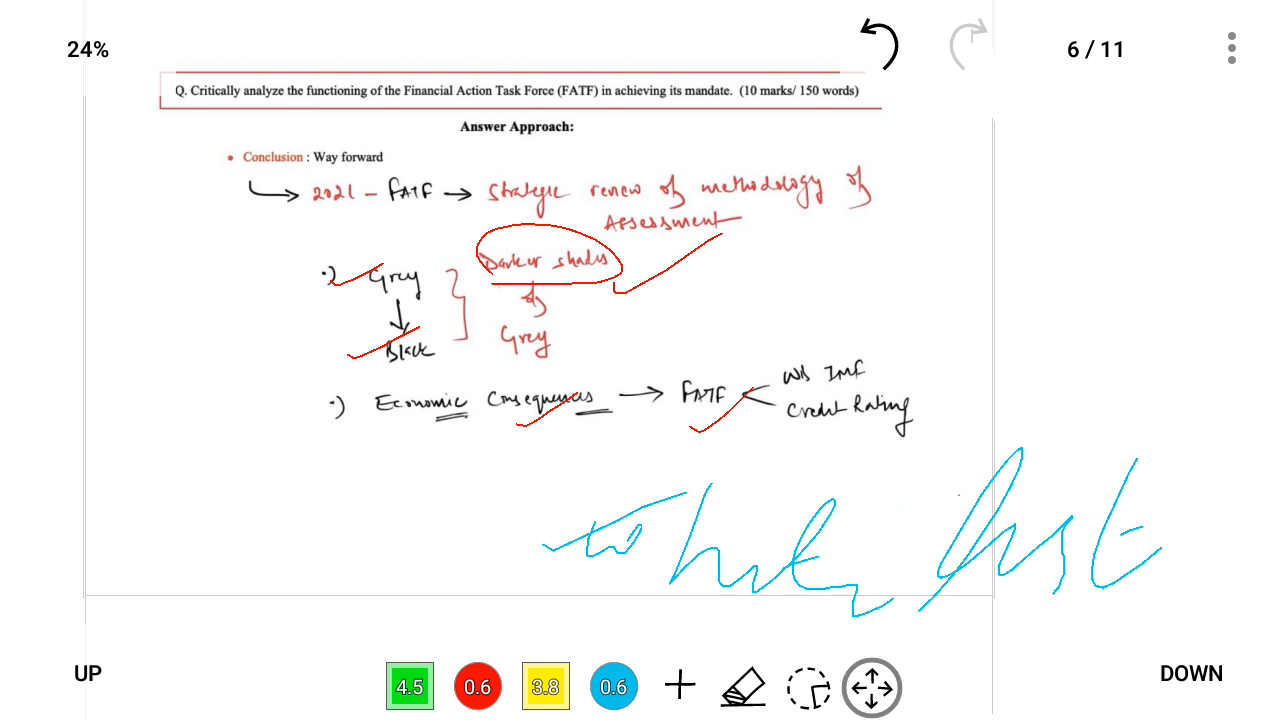 24%
6 / 11
Q. Critically analyze the functioning of the Financial Action Task Force (FATF) in achieving its mandate. (10 marks/ 150 words)
Answer Approach:
• Conclusion : Way forward
2021 - FATF → Strategic review of methodology of
Assessment
·) Grey
↓
Black
Darker shades
of
Grey
·) Economic Consequences → FATF
WB IMF
Credit Rating
to
UP
4.5
0.6
3.8
0.6
DOWN